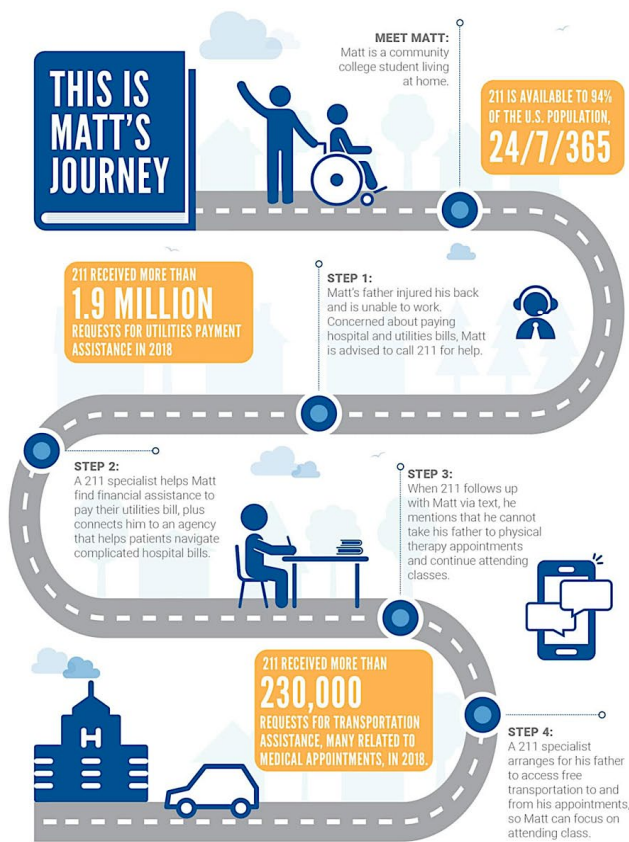 THIS IS
MATT'S
JOURNEY
MEET MATT:
Matt is a community
college student living
at home.
211 IS AVAILABLE TO 94%
OF THE U.S. POPULATION,
24/7/365
211 RECEIVED MORE THAN
1.9 MILLION
REQUESTS FOR UTILITIES PAYMENT
ASSISTANCE IN 2018
STEP 1:
Matt's father injured his back
and is unable to work.
Concerned about paying
hospital and utilities bills, Matt
is advised to call 211 for help.
STEP 2:
A 211 specialist helps Matt
find financial assistance to
pay their utilities bill, plus
connects him to an agency
that helps patients navigate
complicated hospital bills.
STEP 3:
When 211 follows up
with Matt via text, he
mentions that he cannot
take his father to physical
therapy appointments
and continue attending
classes.
211 RECEIVED MORE THAN
230,000
REQUESTS FOR TRANSPORTATION
ASSISTANCE, MANY RELATED TO
MEDICAL APPOINTMENTS, IN 2018.
H
STEP 4:
A 211 specialist
arranges for his father
to access free
transportation to and
from his appointments,
so Matt can focus on
attending class.